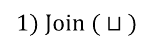 1) Join ( ⊔ )